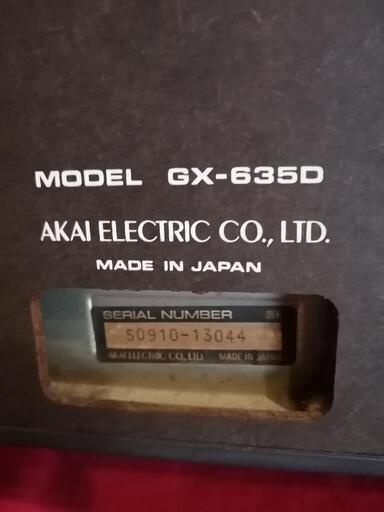 MODEL GX-635D
AKAI ELECTRIC CO., LTD.
MADE IN JAPAN
SERIAL NUMBER
50910-13044
AKAI ELECTRIC CO., LTD. MADE IN JAPAN